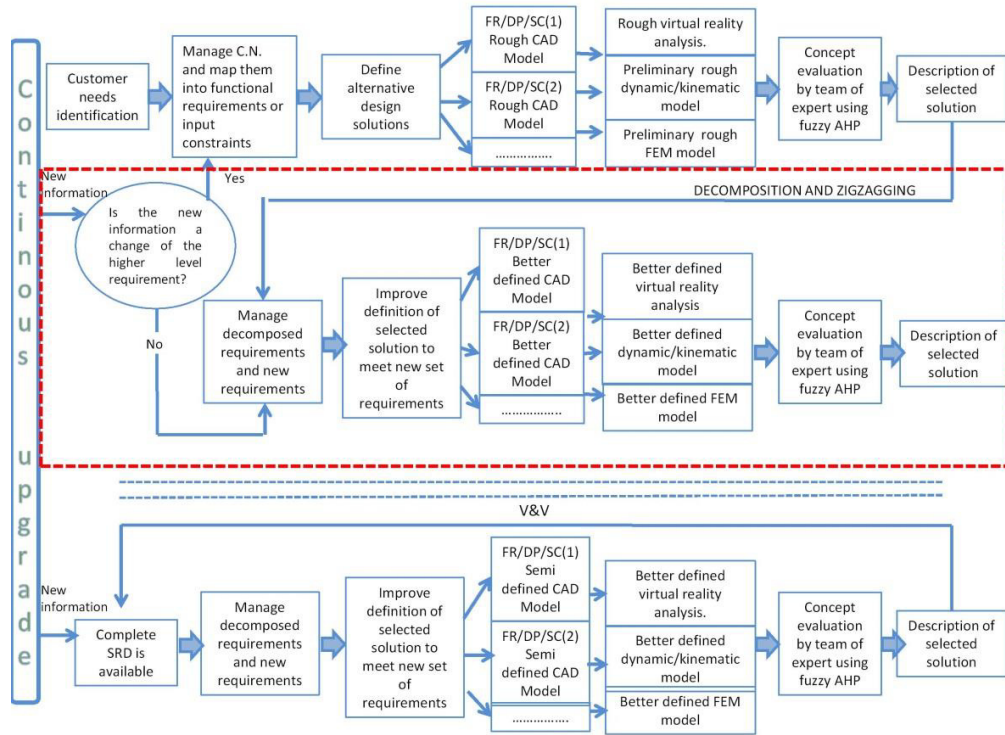 Continous upgrade
Customer
needs
identification
Manage C.N.
and map them
into functional
requirements or
input
constraints
Define
alternative
design
solutions
FR/DP/SC(1)
Rough CAD
Model
FR/DP/SC(2)
Rough CAD
Model
.................
Rough virtual reality
analysis.
Preliminary rough
dynamic/kinematic
model
Preliminary rough
FEM model
Concept
evaluation
by team of
expert using
fuzzy AHP
Description of
selected
solution
New
information
Yes
DECOMPOSITION AND ZIGZAGGING
Is the new
information a
change of the
higher level
requirement?
No
Manage
decomposed
requirements
and new
requirements
Improve
definition of
selected
solution to
meet new set
of
requirements
FR/DP/SC(1)
Better
defined CAD
Model
FR/DP/SC(2)
Better
defined CAD
Model
..................
Better defined
virtual reality
analysis
Better defined
dynamic/kinematic
model
Better defined FEM
model
Concept
evaluation
by team of
expert using
fuzzy AHP
Description of
selected
solution
V&V
New
information
Complete
SRD is
available
Manage
decomposed
requirements
and new
requirements
Improve
definition of
selected
solution to
meet new set
of
requirements
FR/DP/SC(1)
Semi
defined CAD
Model
FR/DP/SC(2)
Semi
defined CAD
Model
.................
Better defined
virtual reality
analysis.
Better defined
dynamic/kinematic
model
Better defined FEM
model
Concept
evaluation
by team of
expert using
fuzzy AHP
Description of
selected
solution